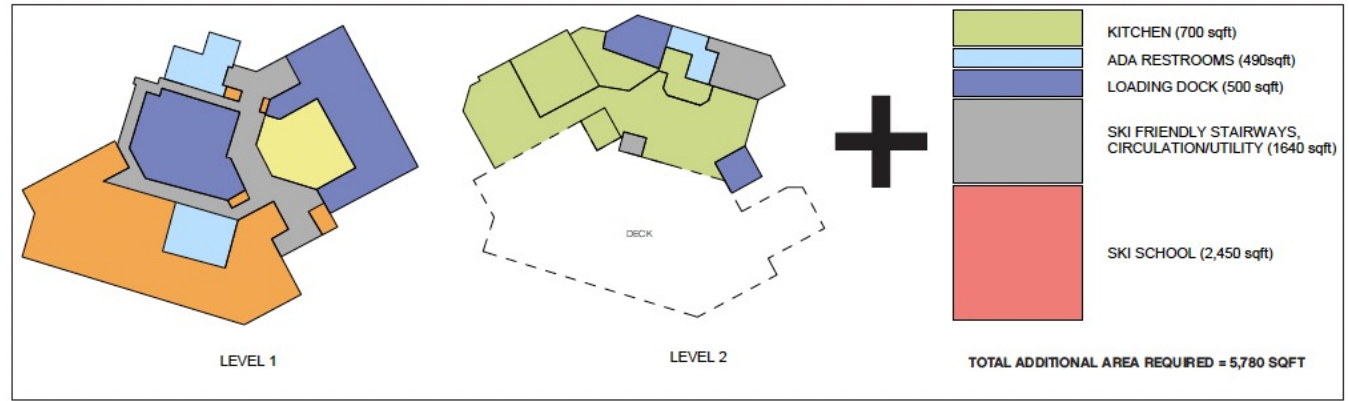 KITCHEN (700 sqft)
ADA RESTROOMS (490sqft)
LOADING DOCK (500 sqft)
SKI FRIENDLY STAIRWAYS,
CIRCULATION/UTILITY (1640 sqft)
DECK
SKI SCHOOL (2,450 sqft)
LEVEL 1
LEVEL 2
TOTAL ADDITIONAL AREA REQUIRED = 5,780 SQFT